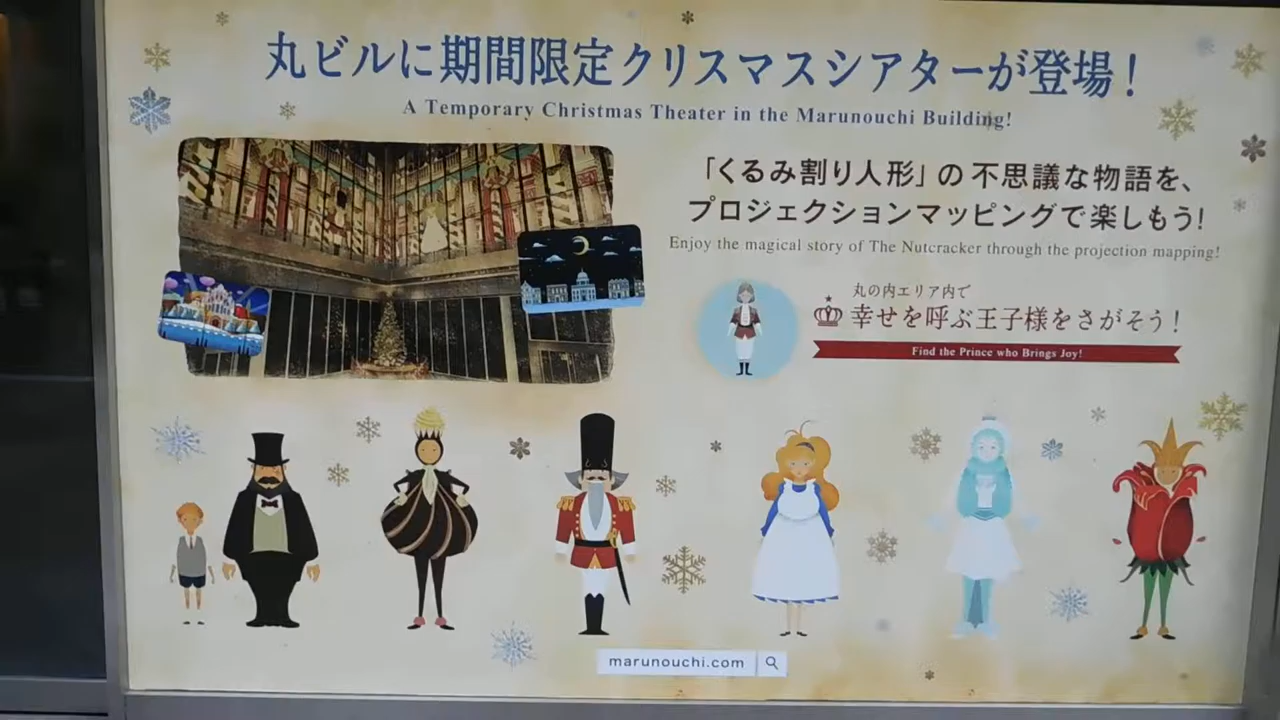 丸ビルに期間限定クリスマスシアターが登場！
A Temporary Christmas Theater in the Marunouchi Building!
「くるみ割り人形」の不思議な物語を、
プロジェクションマッピングで楽しもう！
Enjoy the magical story of The Nutcracker through the projection mapping!
丸の内エリア内で
幸せを呼ぶ王子様をさがそう！
Find the Prince who Brings Joy!
marunouchi.com